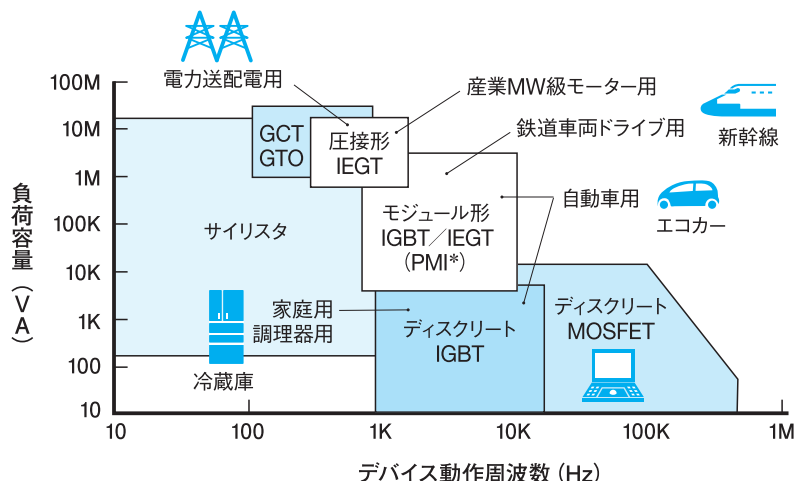 電力送配電用
産業MW級モーター用
鉄道車両ドライブ用
新幹線
自動車用
エコカー
負荷容量（VA）
100M
10M
1M
100K
10K
1K
100
10
GCT
GTO
圧接形
IEGT
サイリスタ
モジュール形
IGBT／IEGT
（PMI*）
家庭用
調理器用
冷蔵庫
ディスクリート
IGBT
ディスクリート
MOSFET
10
100
1K
10K
100K
1M
デバイス動作周波数（Hz）